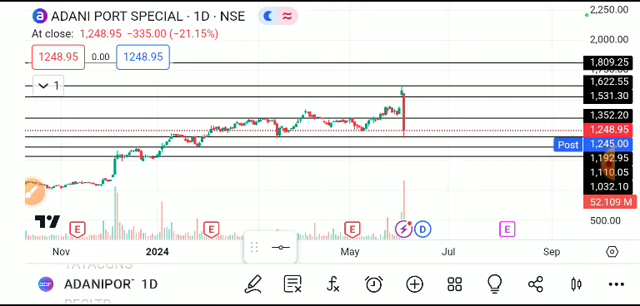 ADANI PORT SPECIAL · 1D · NSE
At close: 1,248.95 −335.00 (−21.15%)
1248.95 0.00 1248.95
1
2,250.00
2,000.00
1,809.25
1,622.55
1,531.30
1,352.20
1,248.95
Post 1,245.00
1,192.95
1,110.05
1,032.10
52.109 M
500.00
E E E D E
Nov 2024 May Jul Sep
ADANIPORT 1D